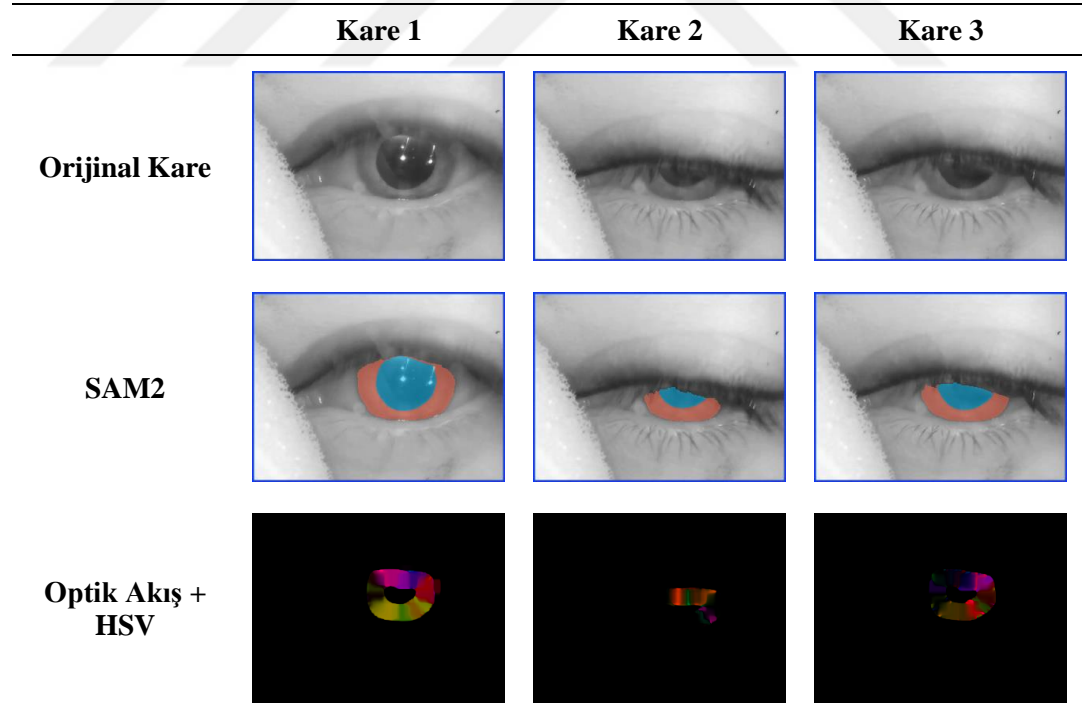 Kare 1 Kare 2 Kare 3
Orijinal Kare
SAM2
Optik Akış +
HSV